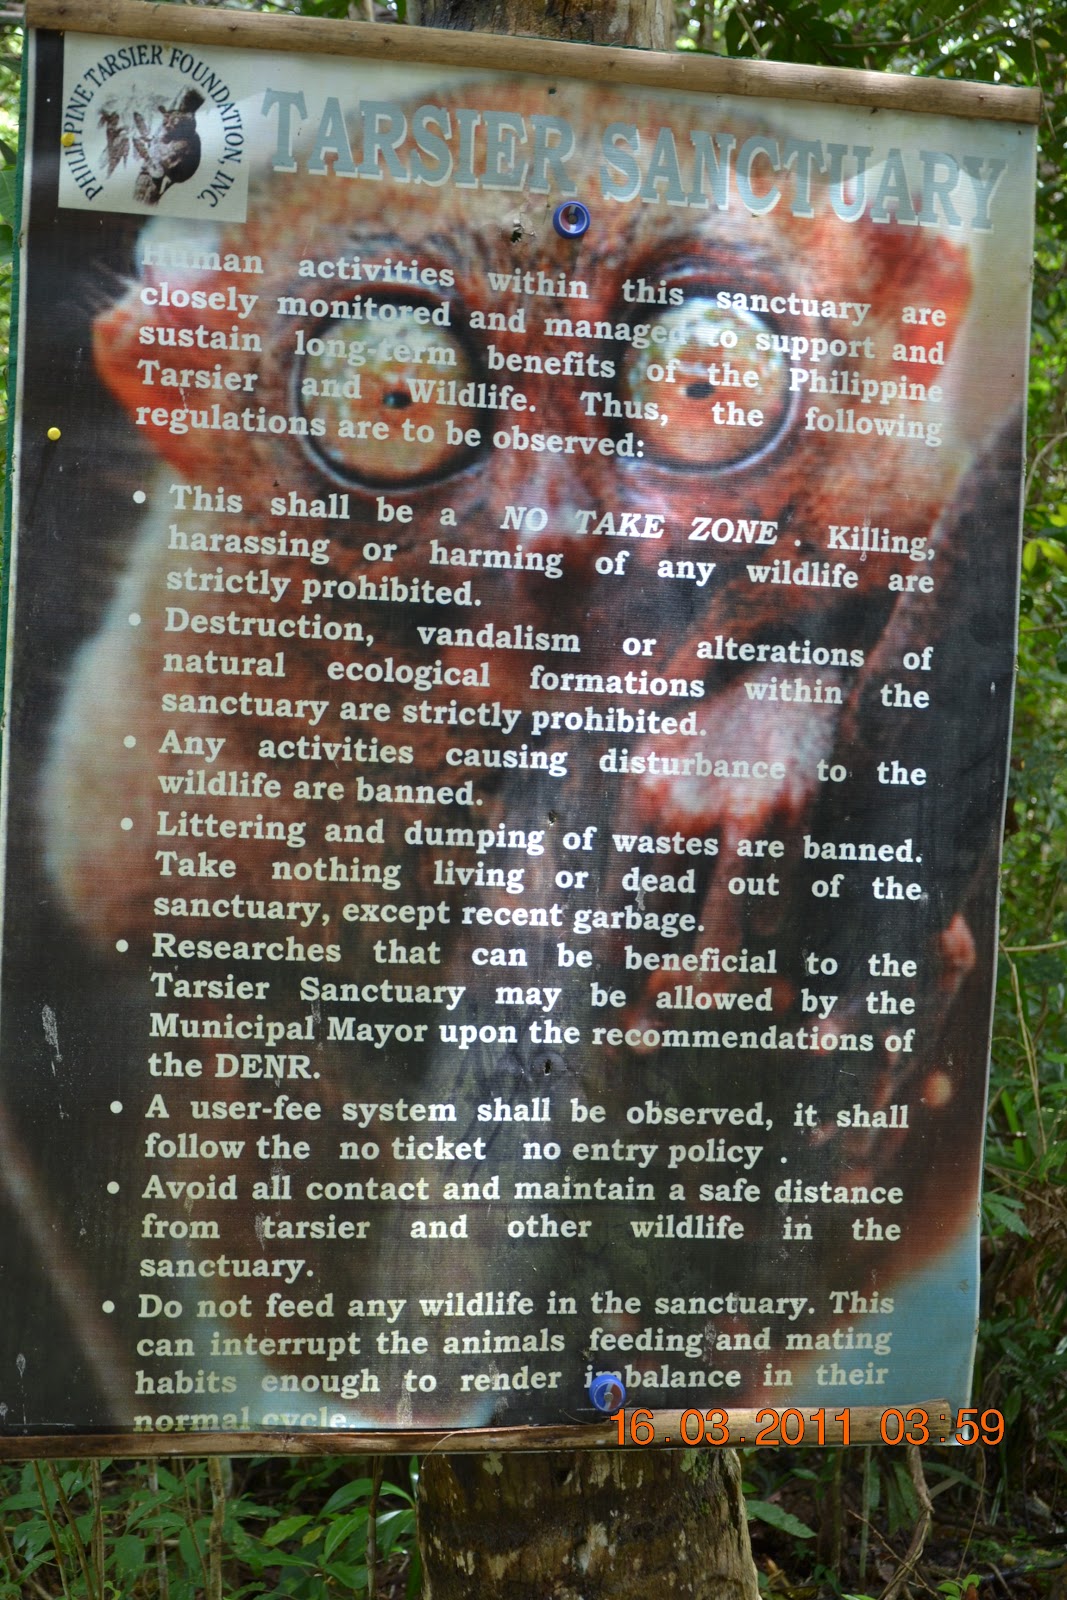 PHILIPPINE TARSIER FOUNDATION, INC.
TARSIER SANCTUARY
Human activities within this sanctuary are
closely monitored and managed to support and
sustain long-term benefits of the Philippine
Tarsier and Wildlife. Thus, the following
regulations are to be observed:
• This shall be a NO TAKE ZONE . Killing,
harassing or harming of any wildlife are
strictly prohibited.
• Destruction, vandalism or alterations of
natural ecological formations within the
sanctuary are strictly prohibited.
• Any activities causing disturbance to the
wildlife are banned.
• Littering and dumping of wastes are banned.
Take nothing living or dead out of the
sanctuary, except recent garbage.
• Researches that can be beneficial to the
Tarsier Sanctuary may be allowed by the
Municipal Mayor upon the recommendations of
the DENR.
• A user-fee system shall be observed, it shall
follow the no ticket no entry policy .
• Avoid all contact and maintain a safe distance
from tarsier and other wildlife in the
sanctuary.
• Do not feed any wildlife in the sanctuary. This
can interrupt the animals feeding and mating
habits enough to render imbalance in their
normal cycle.
16.03.2011 03:59